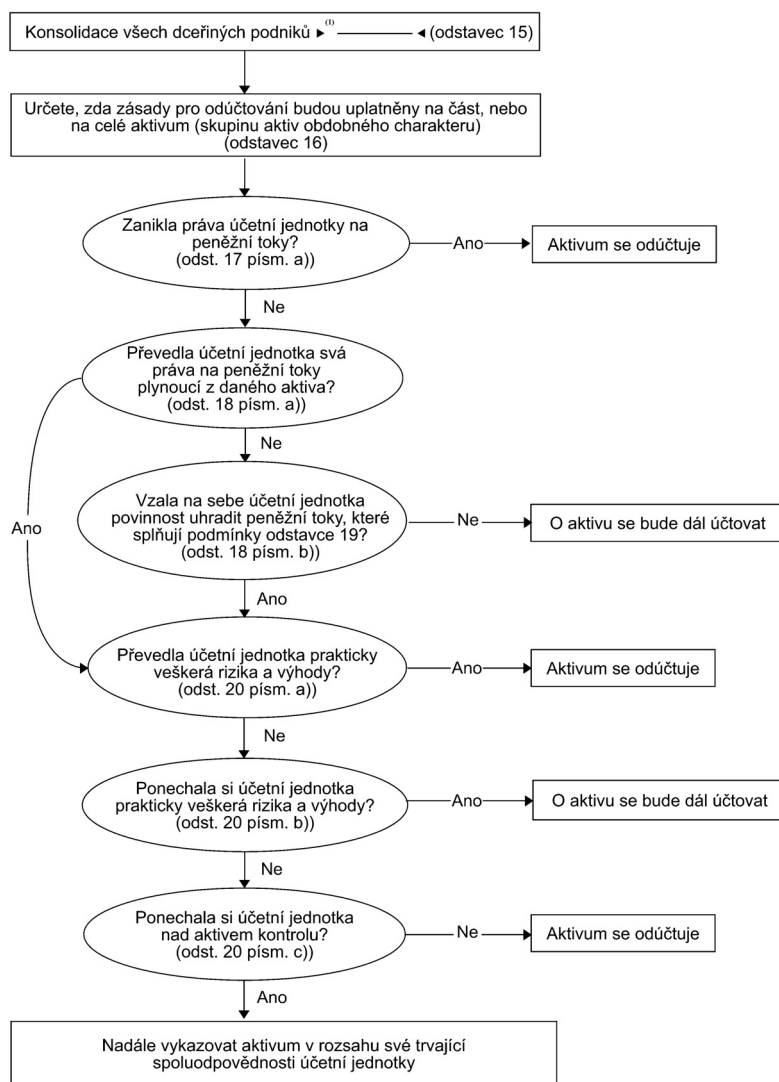 Konsolidace všech dceřiných podniků ►(1) ◄ (odstavec 15)
Určete, zda zásady pro odúčtování budou uplatněny na část, nebo
na celé aktivum (skupinu aktiv obdobného charakteru)
(odstavec 16)
Zanikla práva účetní jednotky na
peněžní toky?
(odst. 17 písm. a))
Ano
Aktivum se odúčtuje
Ne
Převedla účetní jednotka svá
práva na peněžní toky
plynoucí z daného aktiva?
(odst. 18 písm. a))
Ne
Ano
Vzala na sebe účetní jednotka
povinnost uhradit peněžní toky, které
splňují podmínky odstavce 19?
(odst. 18 písm. b))
Ne
O aktivu se bude dál účtovat
Ano
Převedla účetní jednotka prakticky
veškerá rizika a výhody?
(odst. 20 písm. a))
Ano
Aktivum se odúčtuje
Ne
Ponechala si účetní jednotka
prakticky veškerá rizika a výhody?
(odst. 20 písm. b))
Ano
O aktivu se bude dál účtovat
Ne
Ponechala si účetní jednotka
nad aktivem kontrolu?
(odst. 20 písm. c))
Ne
Aktivum se odúčtuje
Ano
Nadále vykazovat aktivum v rozsahu své trvající
spoluodpovědnosti účetní jednotky